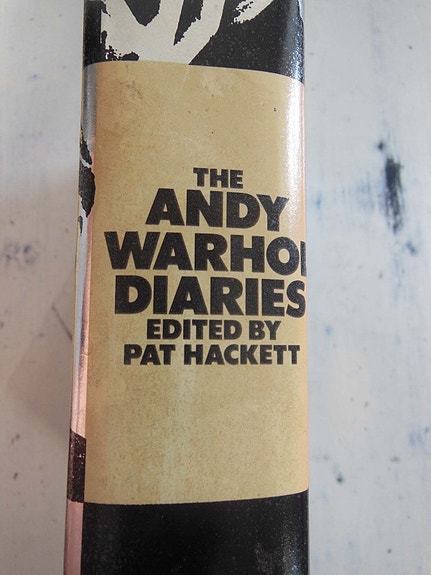 THE
ANDY
WARHOL
DIARIES
EDITED BY
PAT HACKETT